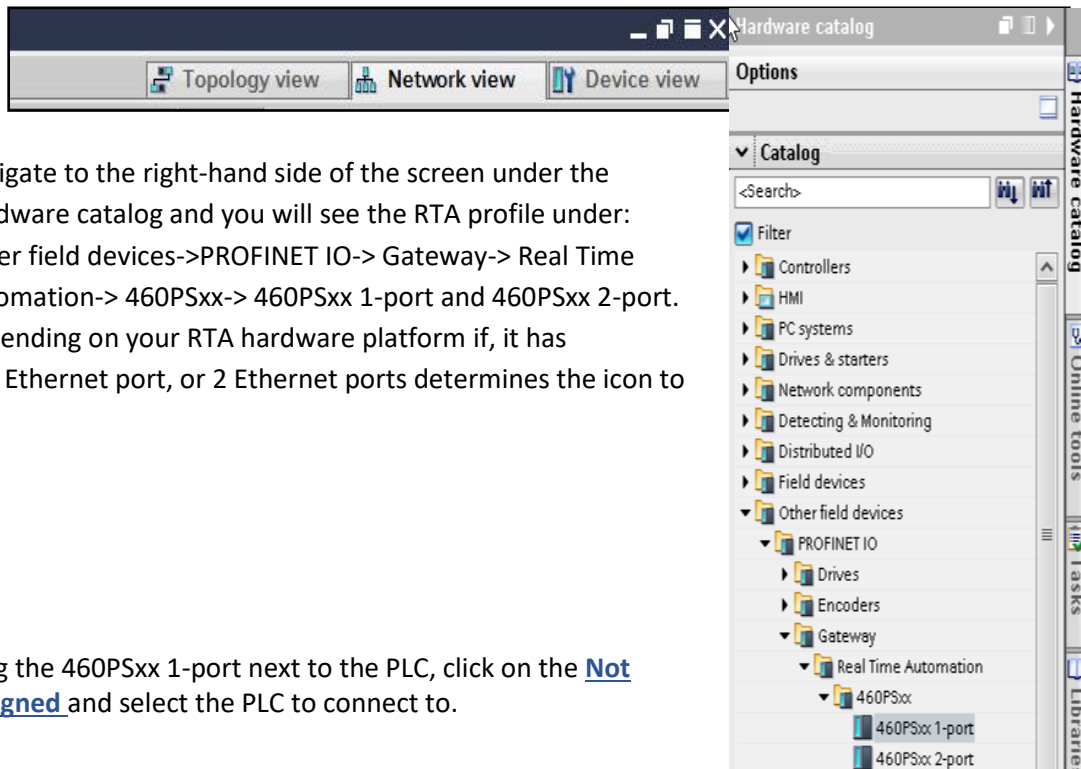 Topology view
Network view
Device view
Hardware catalog
Options
Catalog
<Search>
Filter
Controllers
HMI
PC systems
Drives & starters
Network components
Detecting & Monitoring
Distributed I/O
Field devices
Other field devices
PROFINET IO
Drives
Encoders
Gateway
Real Time Automation
460PSxx
460PSxx 1-port
460PSxx 2-port
Hardware catalog
Online tools
Tasks
Libraries
igate to the right-hand side of the screen under the
dware catalog and you will see the RTA profile under:
er field devices->PROFINET IO-> Gateway-> Real Time
omation-> 460PSxx-> 460PSxx 1-port and 460PSxx 2-port.
ending on your RTA hardware platform if, it has
Ethernet port, or 2 Ethernet ports determines the icon to
g the 460PSxx 1-port next to the PLC, click on the Not
igned and select the PLC to connect to.